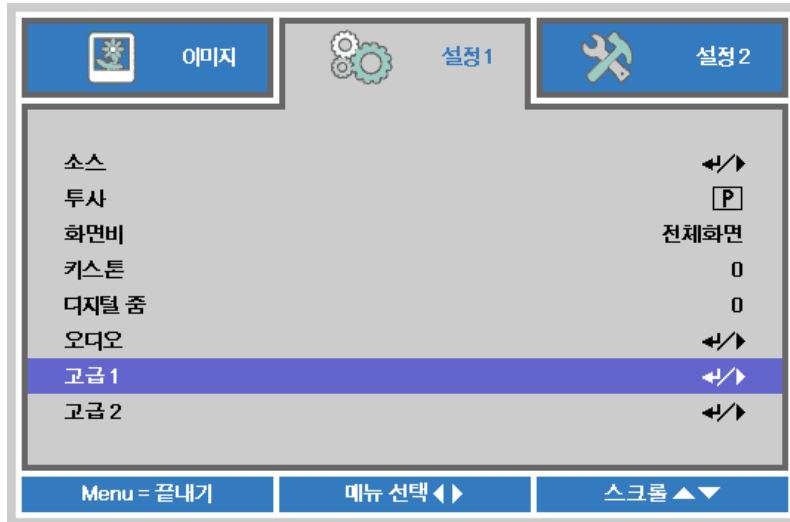 이미지 설정 1 설정 2
소스 ↵/▶
투사 P
화면비 전체화면
키스톤 0
디지털 줌 0
오디오 ↵/▶
고급 1 ↵/▶
고급 2 ↵/▶
Menu = 끝내기 메뉴 선택 ◀ ▶ 스크롤 ▲▼